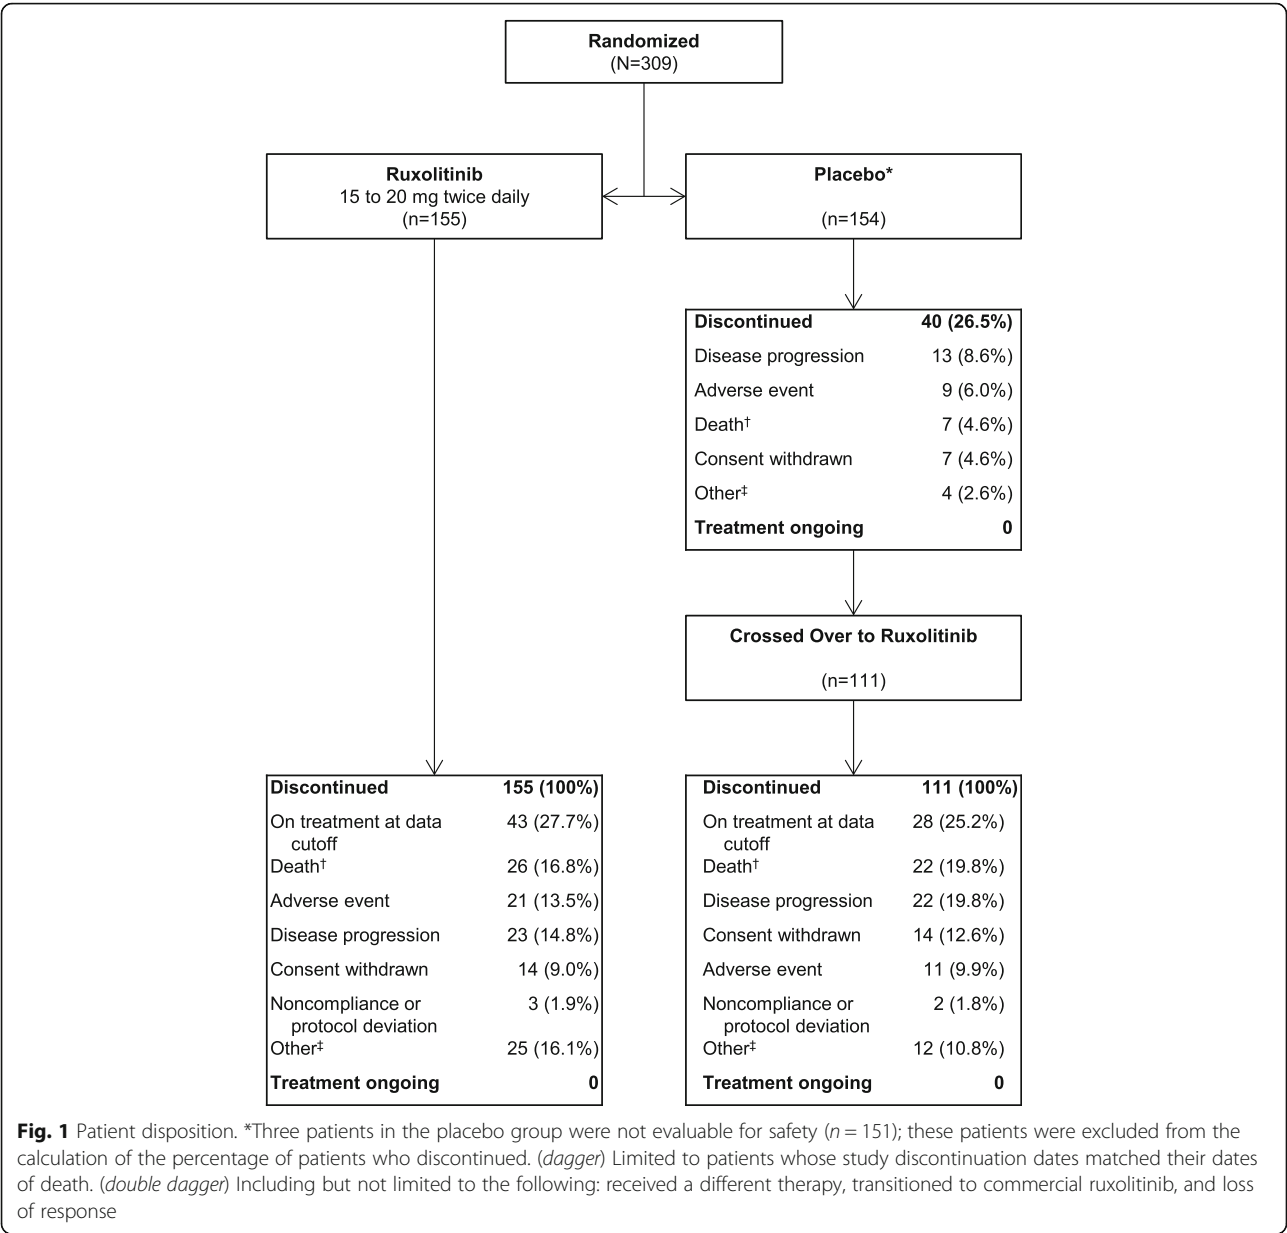 Randomized
(N=309)
Ruxolitinib
15 to 20 mg twice daily
(n=155)
Placebo*
(n=154)
Discontinued 40 (26.5%)
Disease progression 13 (8.6%)
Adverse event 9 (6.0%)
Death† 7 (4.6%)
Consent withdrawn 7 (4.6%)
Other‡ 4 (2.6%)
Treatment ongoing 0
Crossed Over to Ruxolitinib
(n=111)
Discontinued 155 (100%)
On treatment at data 43 (27.7%)
cutoff
Death† 26 (16.8%)
Adverse event 21 (13.5%)
Disease progression 23 (14.8%)
Consent withdrawn 14 (9.0%)
Noncompliance or 3 (1.9%)
protocol deviation
Other‡ 25 (16.1%)
Treatment ongoing 0
Discontinued 111 (100%)
On treatment at data 28 (25.2%)
cutoff
Death† 22 (19.8%)
Disease progression 22 (19.8%)
Consent withdrawn 14 (12.6%)
Adverse event 11 (9.9%)
Noncompliance or 2 (1.8%)
protocol deviation
Other‡ 12 (10.8%)
Treatment ongoing 0
Fig. 1 Patient disposition. *Three patients in the placebo group were not evaluable for safety (n = 151); these patients were excluded from the
calculation of the percentage of patients who discontinued. (dagger) Limited to patients whose study discontinuation dates matched their dates
of death. (double dagger) Including but not limited to the following: received a different therapy, transitioned to commercial ruxolitinib, and loss
of response